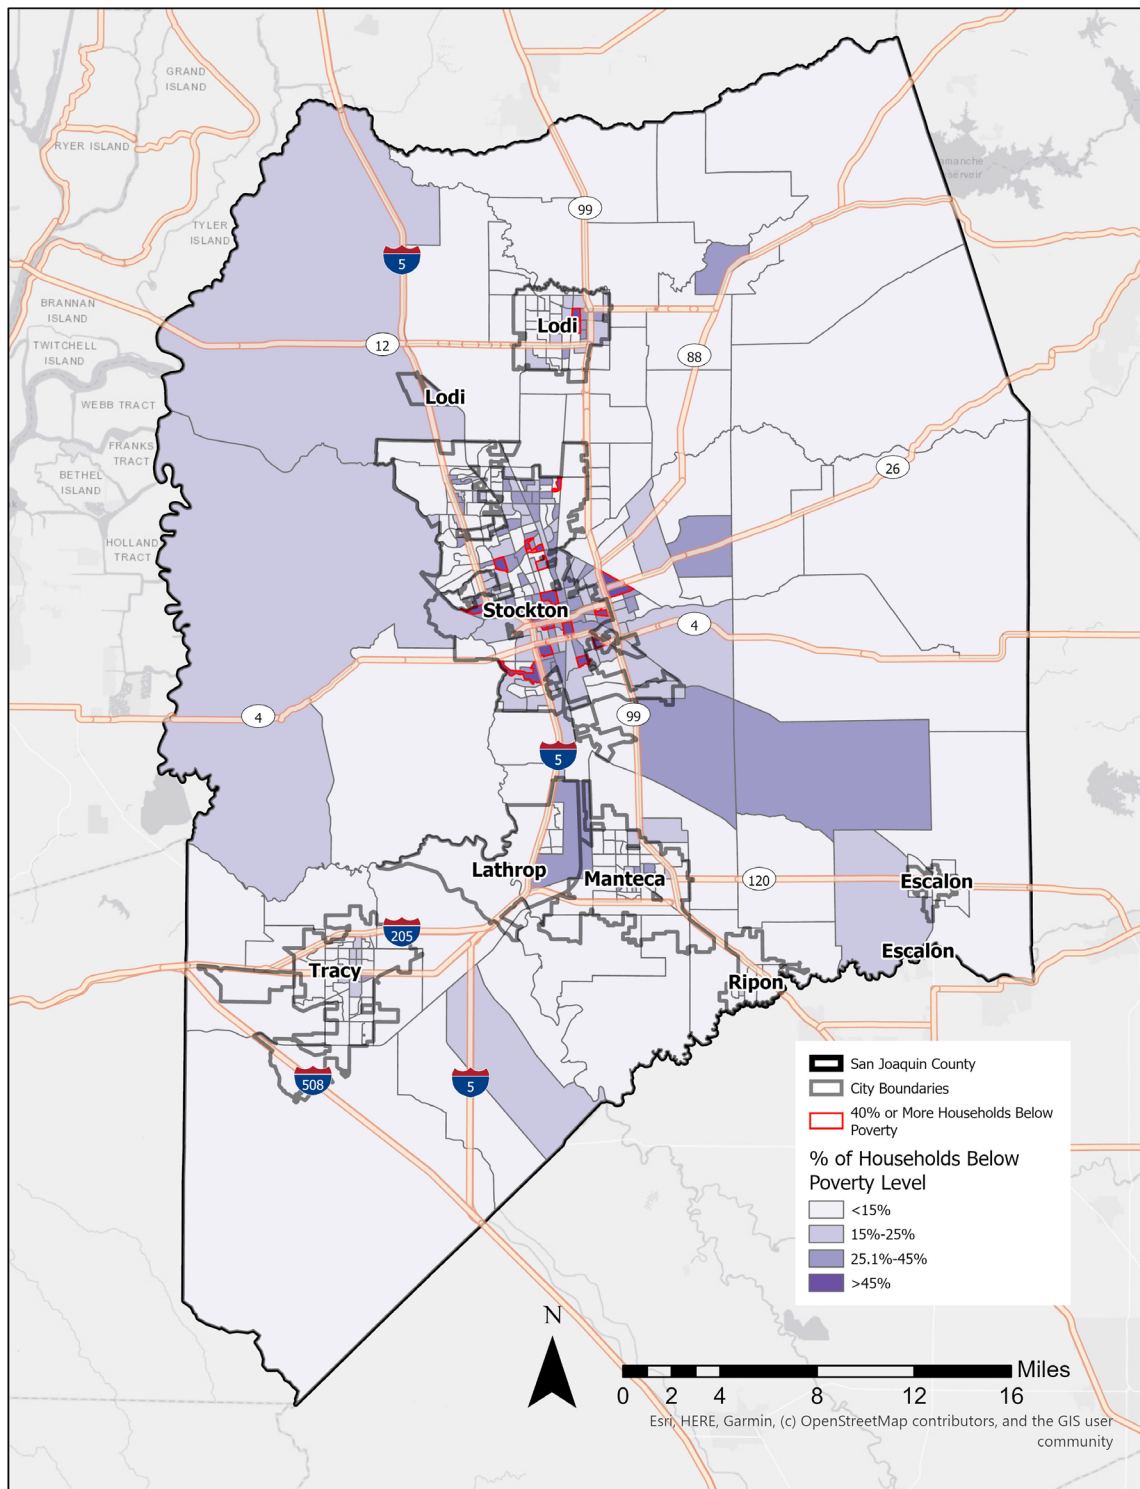 GRAND
ISLAND
RYER ISLAND
TYLER
ISLAND
BRANNAN
ISLAND
TWITCHELL
ISLAND
WEBB TRACT
FRANKS
TRACT
BETHEL
ISLAND
HOLLAND
TRACT
99
5
Lodi
12
88
Lodi
26
Stockton
4
4
99
5
Lathrop
Manteca
120
Escalon
205
Escalon
Tracy
Ripon
508
5
San Joaquin County
City Boundaries
40% or More Households Below
Poverty
% of Households Below
Poverty Level
<15%
15%-25%
25.1%-45%
>45%
N
Miles
0 2 4 8 12 16
Esri, HERE, Garmin, (c) OpenStreetMap contributors, and the GIS user
community